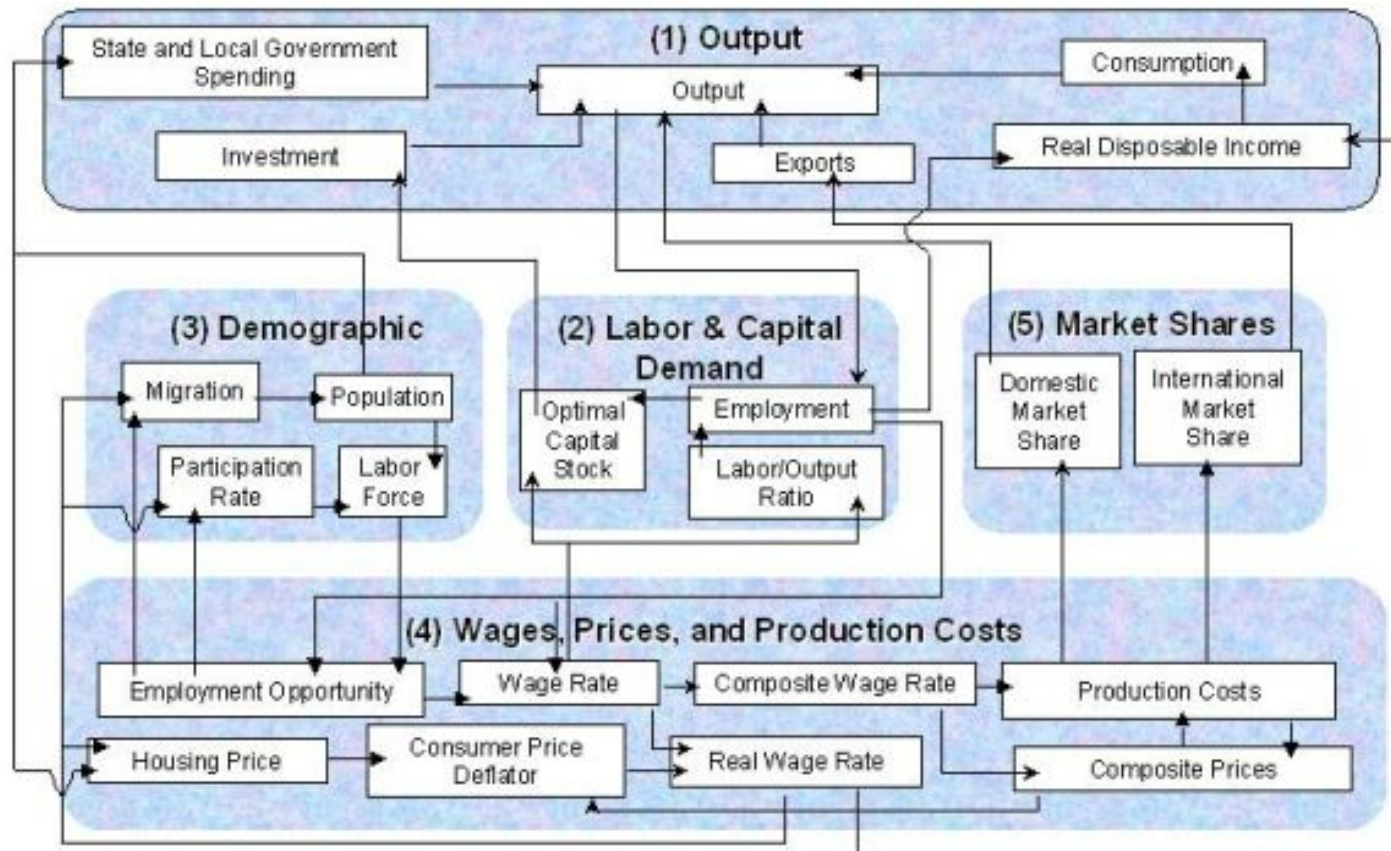 (1) Output
State and Local Government
Spending
Output
Consumption
Investment
Exports
Real Disposable Income
(3) Demographic
Migration
Population
Participation
Rate
Labor
Force
(2) Labor & Capital
Demand
Optimal
Capital
Stock
Employment
Labor/Output
Ratio
(5) Market Shares
Domestic
Market
Share
International
Market
Share
(4) Wages, Prices, and Production Costs
Employment Opportunity
Wage Rate
Composite Wage Rate
Production Costs
Housing Price
Consumer Price
Deflator
Real Wage Rate
Composite Prices